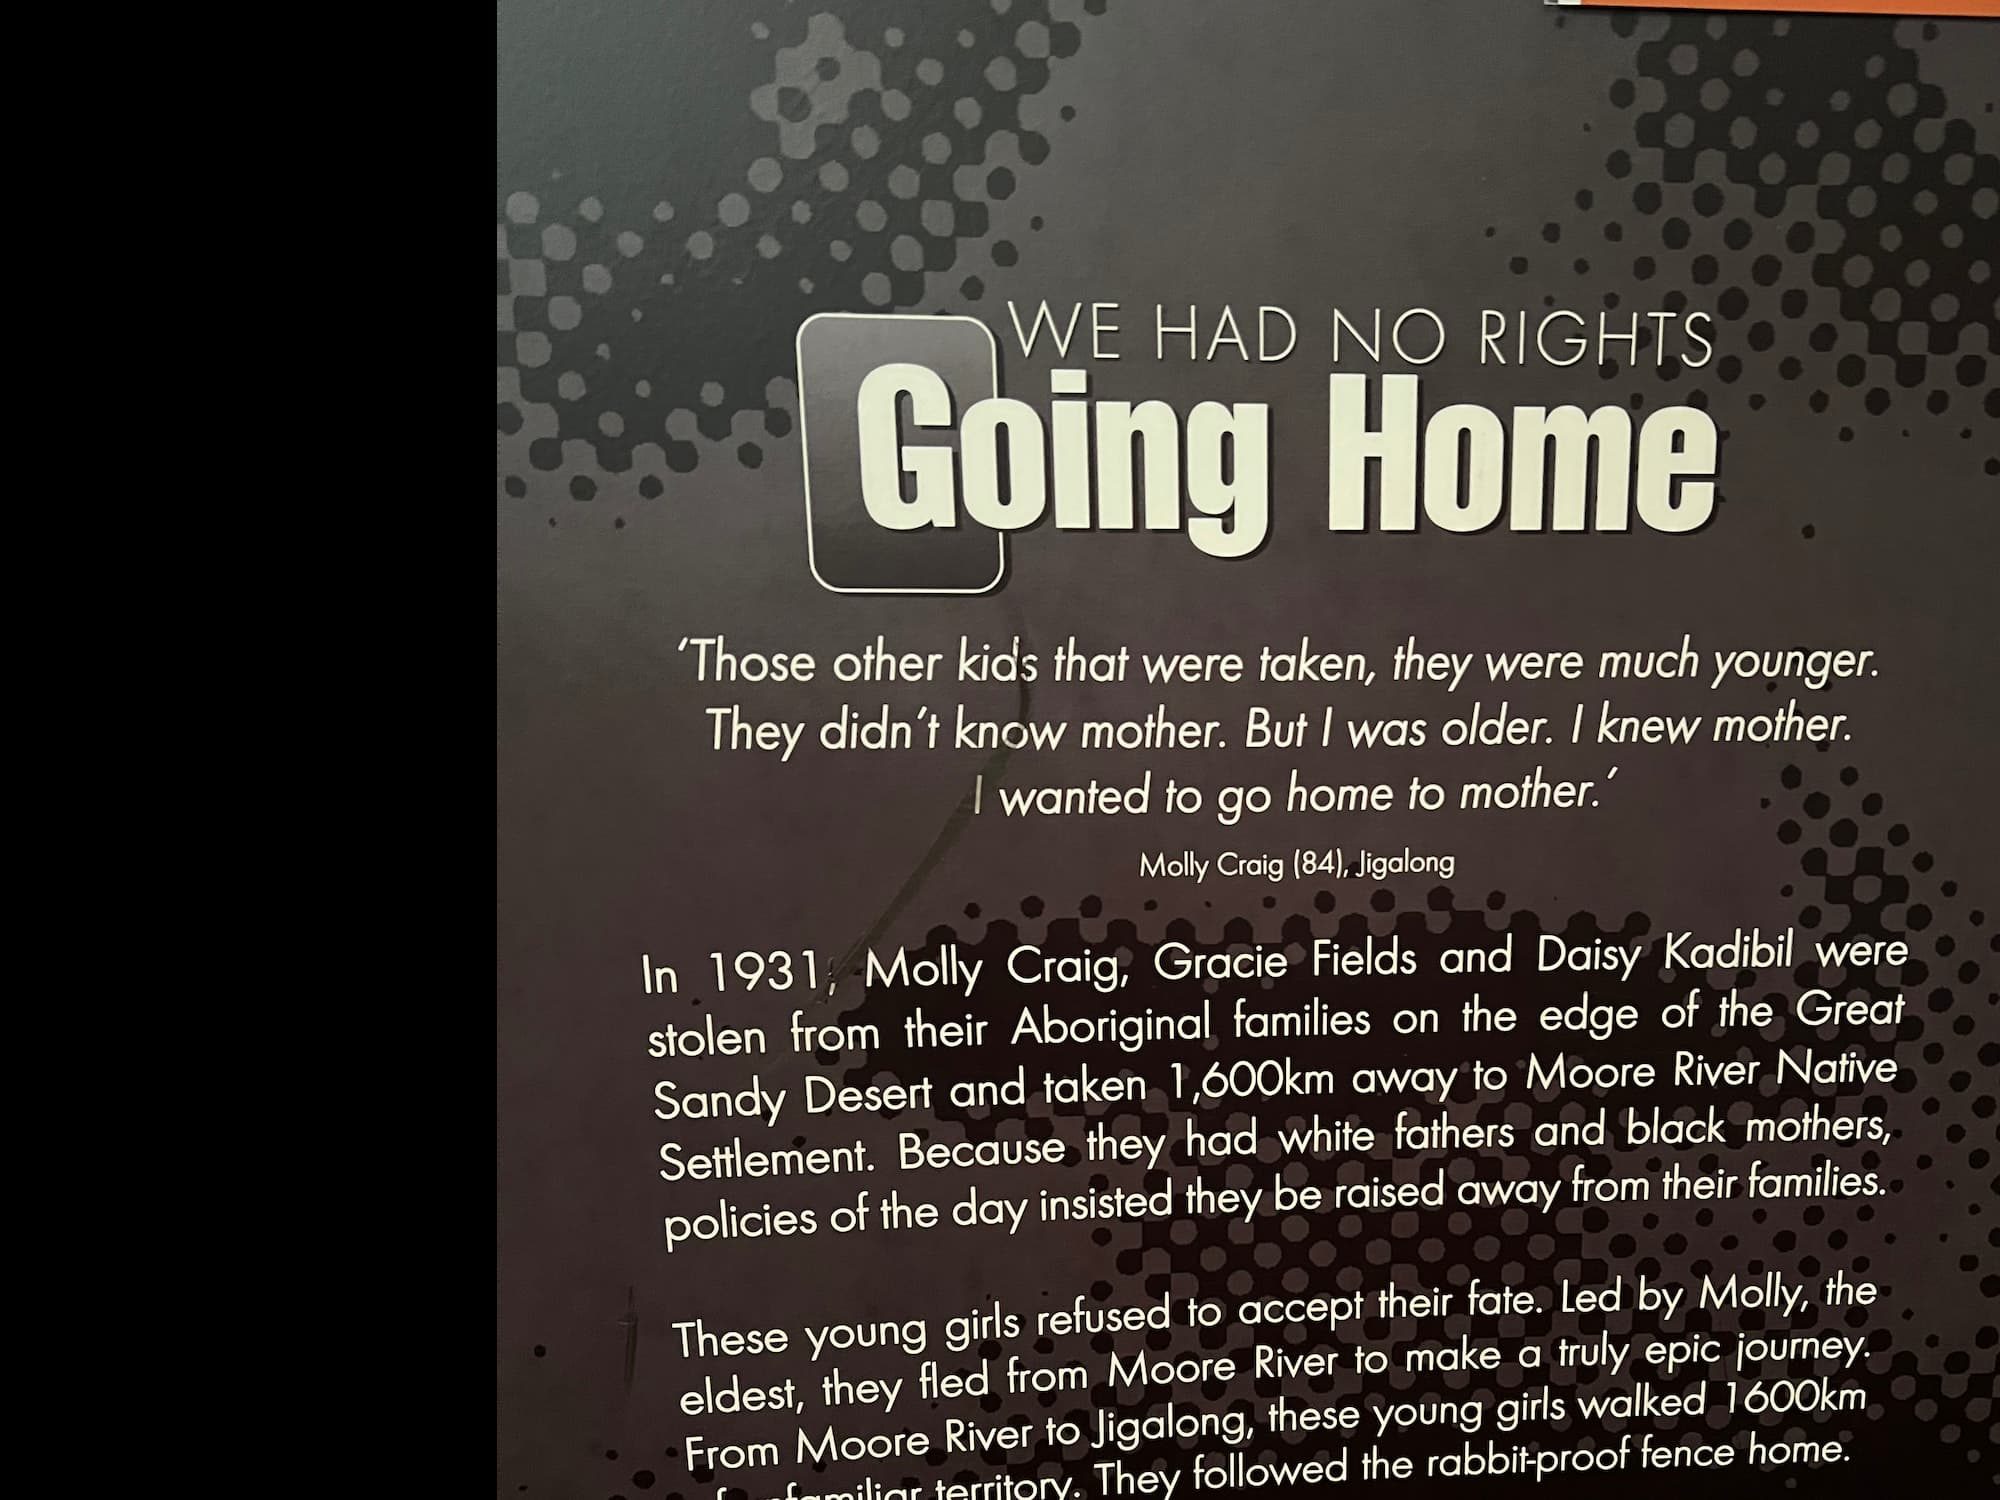 WE HAD NO RIGHTS
Going Home
‘Those other kids that were taken, they were much younger.
They didn’t know mother. But I was older. I knew mother.
I wanted to go home to mother.’
Molly Craig (84), Jigalong
In 1931, Molly Craig, Gracie Fields and Daisy Kadibil were
stolen from their Aboriginal families on the edge of the Great
Sandy Desert and taken 1,600km away to Moore River Native
Settlement. Because they had white fathers and black mothers,
policies of the day insisted they be raised away from their families.
These young girls refused to accept their fate. Led by Molly, the
eldest, they fled from Moore River to make a truly epic journey.
From Moore River to Jigalong, these young girls walked 1600km
territory. They followed the rabbit-proof fence home.